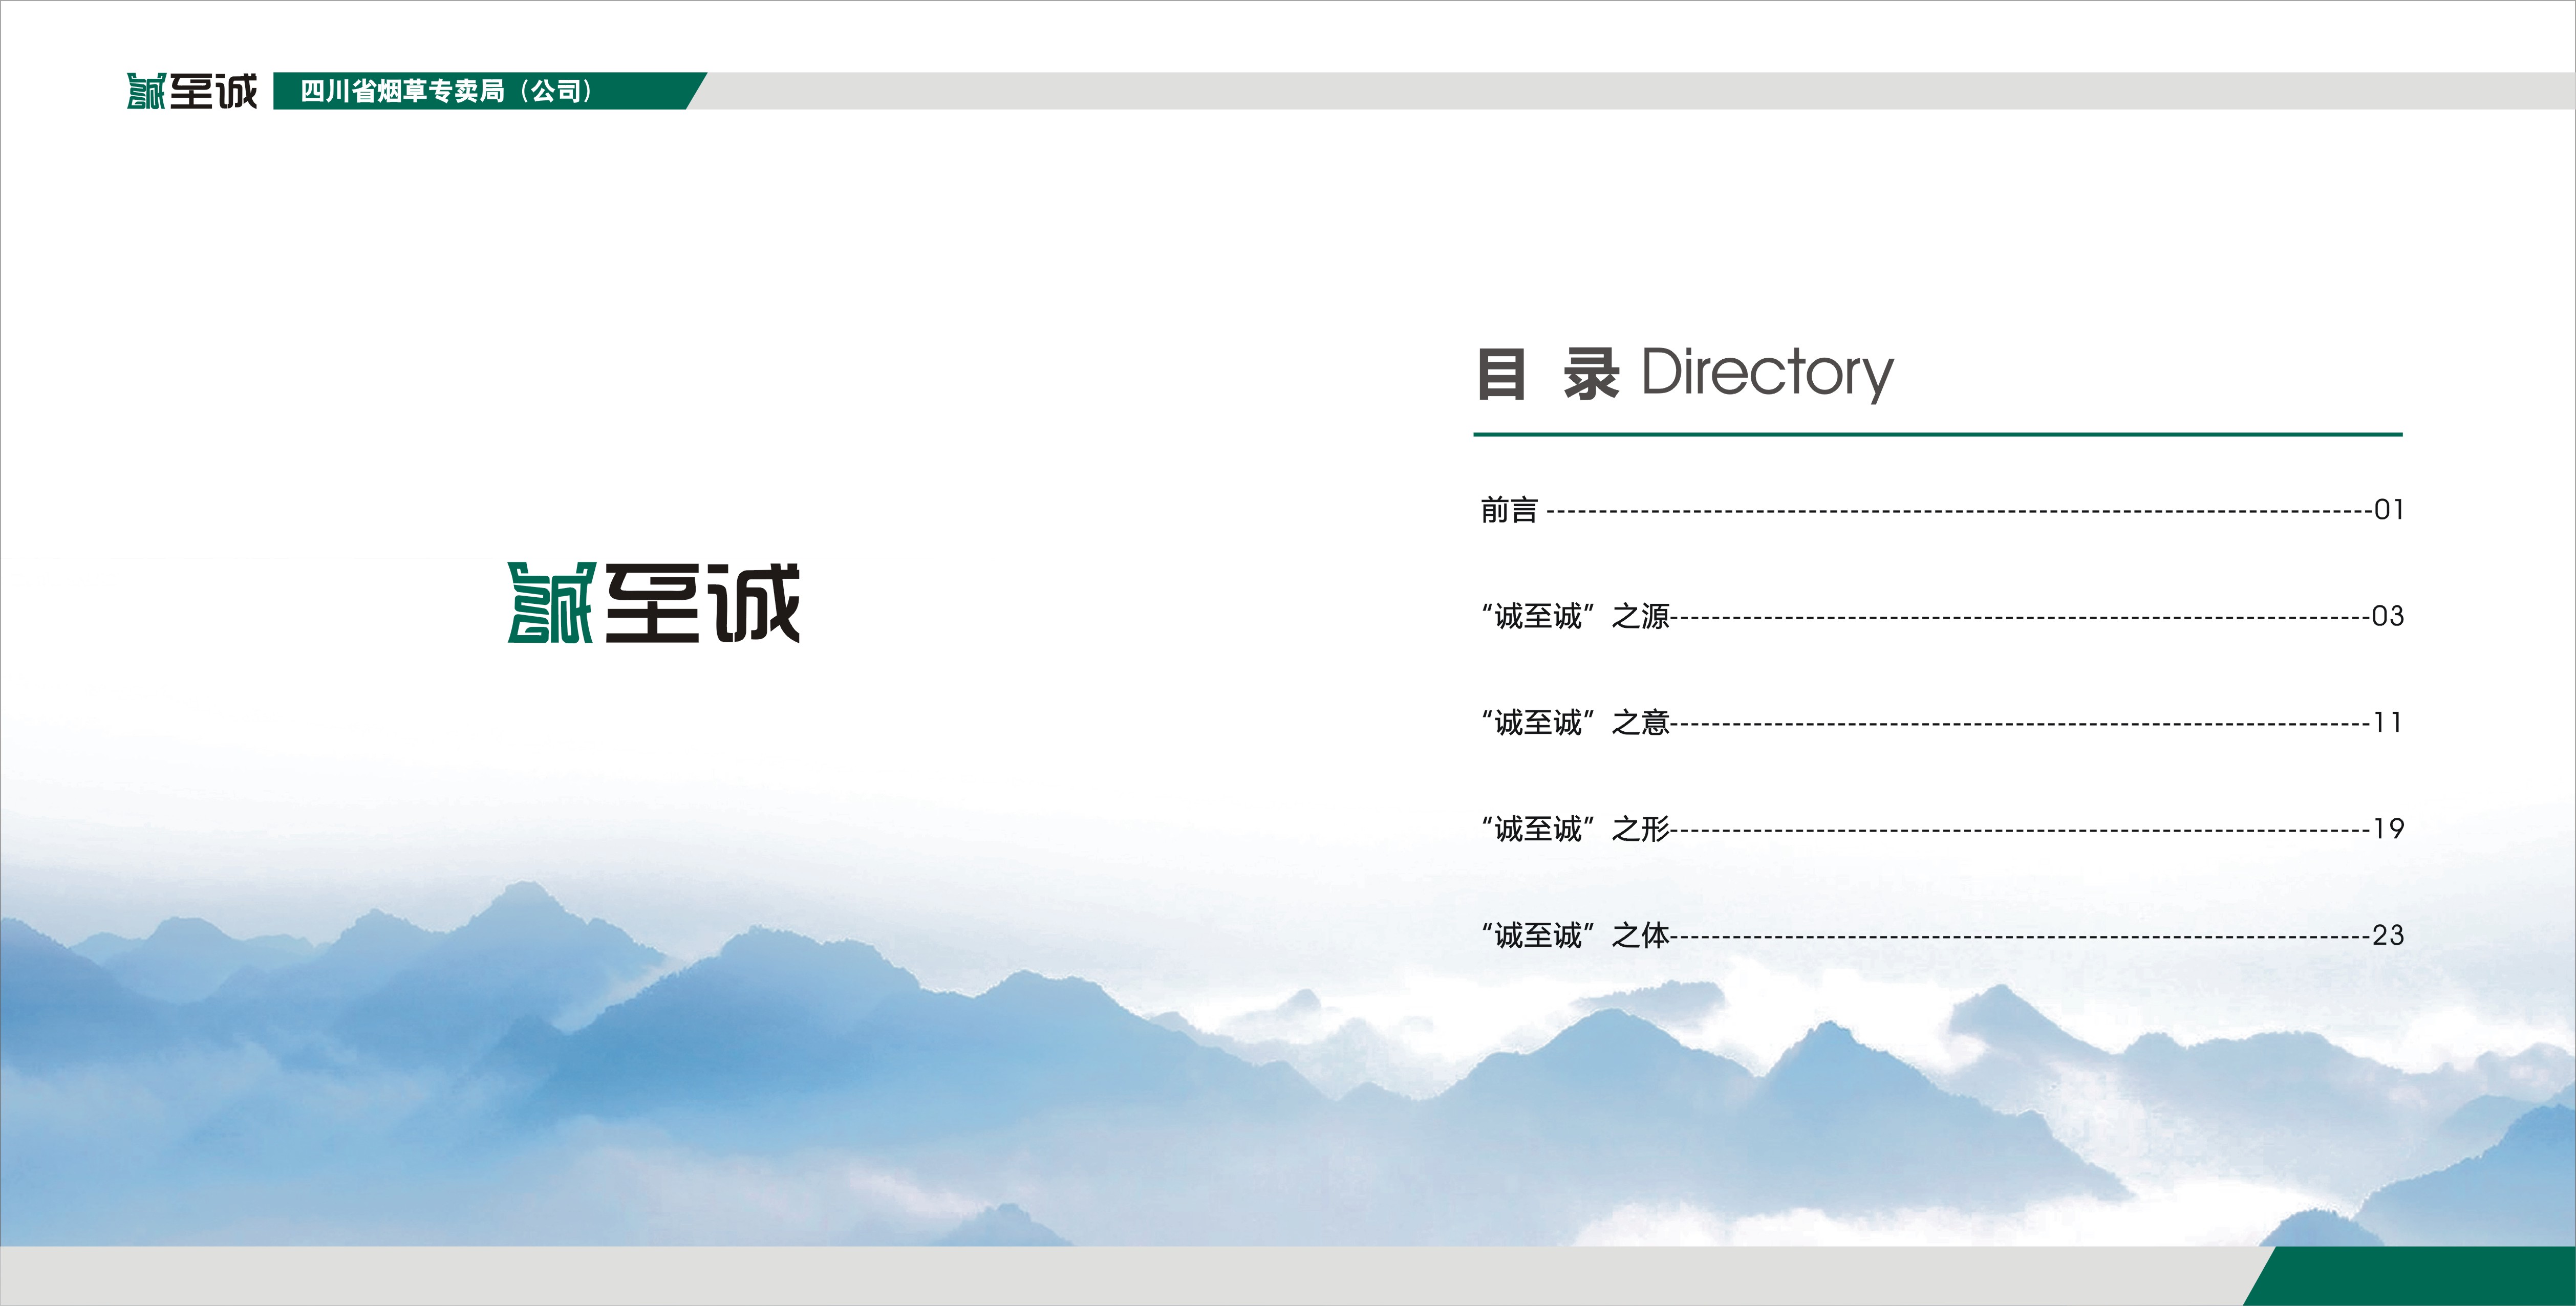 誠至诚 四川省烟草专卖局（公司）
誠至诚
目 录 Directory
前言 --------------------------------------------------------------------------------01
“诚至诚” 之源--------------------------------------------------------------------03
“诚至诚” 之意--------------------------------------------------------------------11
“诚至诚” 之形--------------------------------------------------------------------19
“诚至诚” 之体--------------------------------------------------------------------23